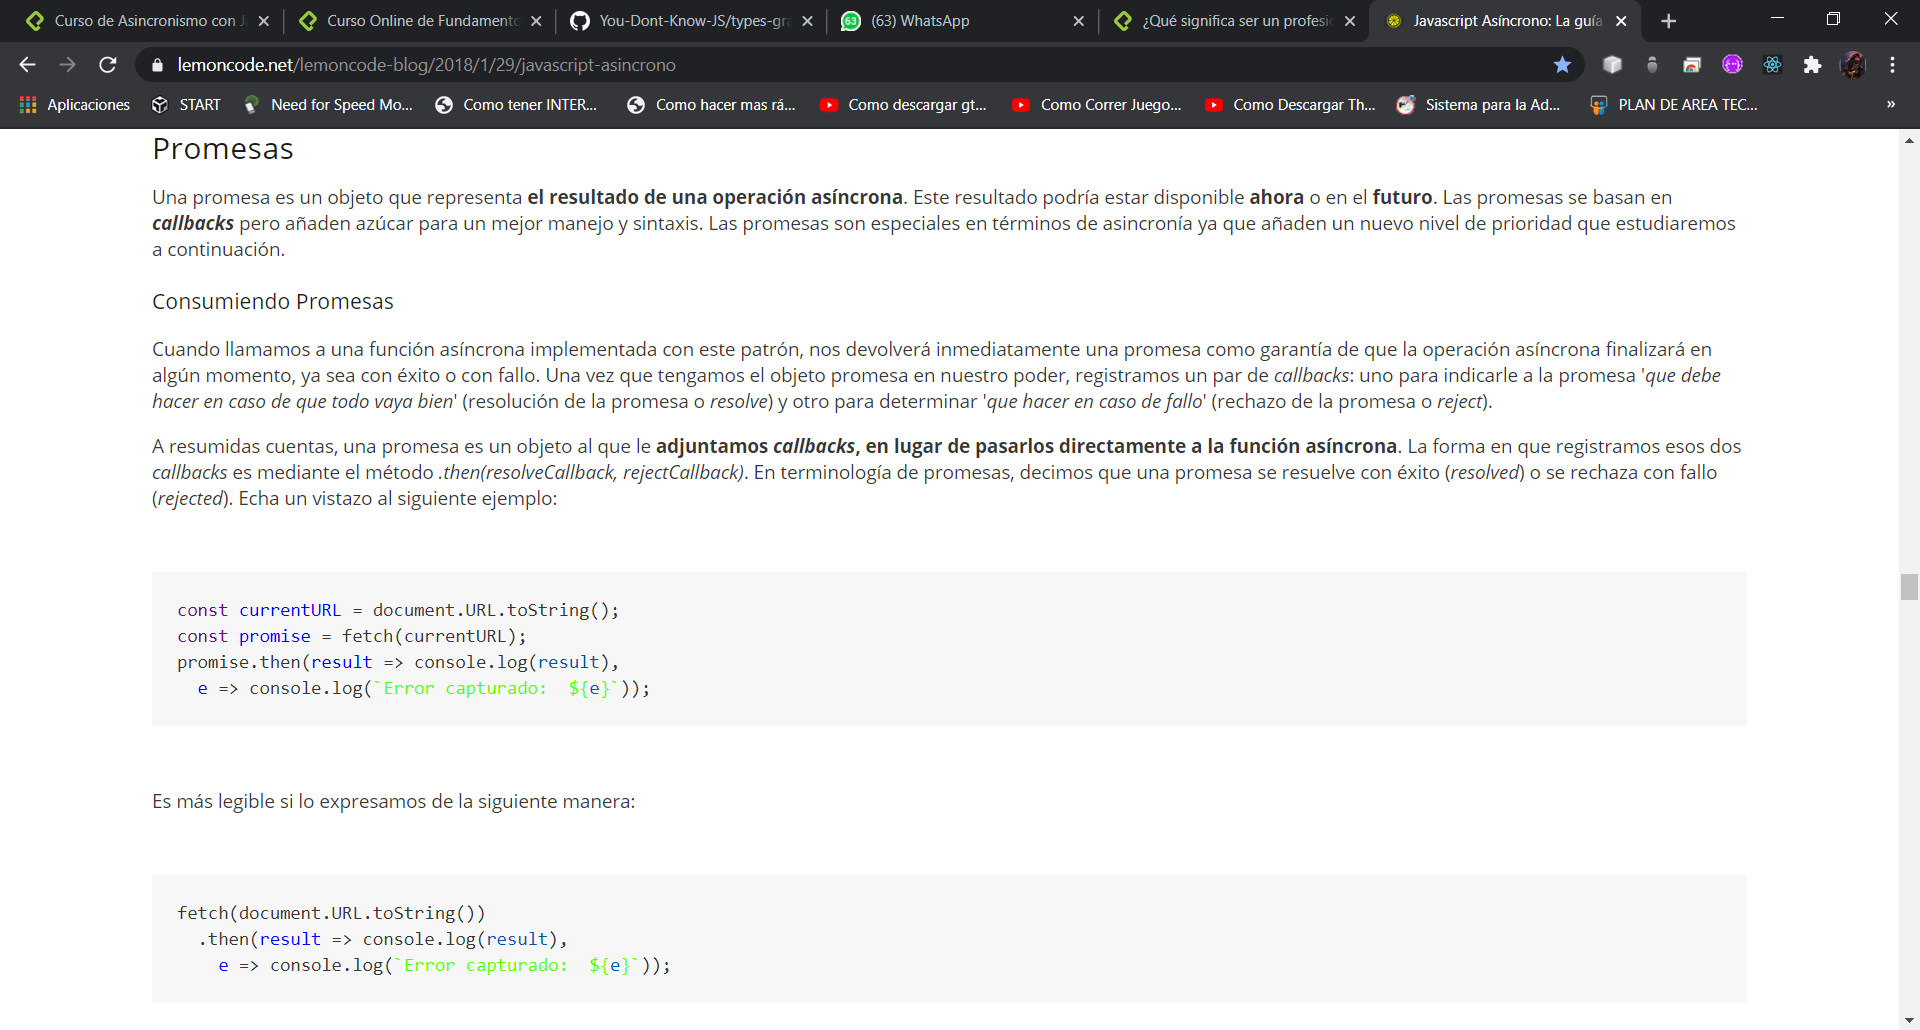 Curso de Asincronismo con J
Curso Online de Fundamento
You-Dont-Know-JS/types-gra
63
(63) WhatsApp
¿Qué significa ser un profesio
Javascript Asíncrono: La guía
lemoncode.net/lemoncode-blog/2018/1/29/javascript-asincrono
Aplicaciones
START
Need for Speed Mo...
Como tener INTER...
Como hacer mas rá...
Como descargar gt...
Como Correr Juego...
Como Descargar Th...
Sistema para la Ad...
PLAN DE AREA TEC...
»
Promesas
Una promesa es un objeto que representa el resultado de una operación asíncrona. Este resultado podría estar disponible ahora o en el futuro. Las promesas se basan en
callbacks pero añaden azúcar para un mejor manejo y sintaxis. Las promesas son especiales en términos de asincronía ya que añaden un nuevo nivel de prioridad que estudiaremos
a continuación.
Consumiendo Promesas
Cuando llamamos a una función asíncrona implementada con este patrón, nos devolverá inmediatamente una promesa como garantía de que la operación asíncrona finalizará en
algún momento, ya sea con éxito o con fallo. Una vez que tengamos el objeto promesa en nuestro poder, registramos un par de callbacks: uno para indicarle a la promesa 'que debe
hacer en caso de que todo vaya bien' (resolución de la promesa o resolve) y otro para determinar 'que hacer en caso de fallo' (rechazo de la promesa o reject).
A resumidas cuentas, una promesa es un objeto al que le adjuntamos callbacks, en lugar de pasarlos directamente a la función asíncrona. La forma en que registramos esos dos
callbacks es mediante el método .then(resolveCallback, rejectCallback). En terminología de promesas, decimos que una promesa se resuelve con éxito (resolved) o se rechaza con fallo
(rejected). Echa un vistazo al siguiente ejemplo:
const currentURL = document.URL.toString();
const promise = fetch(currentURL);
promise.then(result => console.log(result),
  e => console.log(`Error capturado:  ${e}`));
Es más legible si lo expresamos de la siguiente manera:
fetch(document.URL.toString())
  .then(result => console.log(result),
    e => console.log(`Error capturado:  ${e}`));